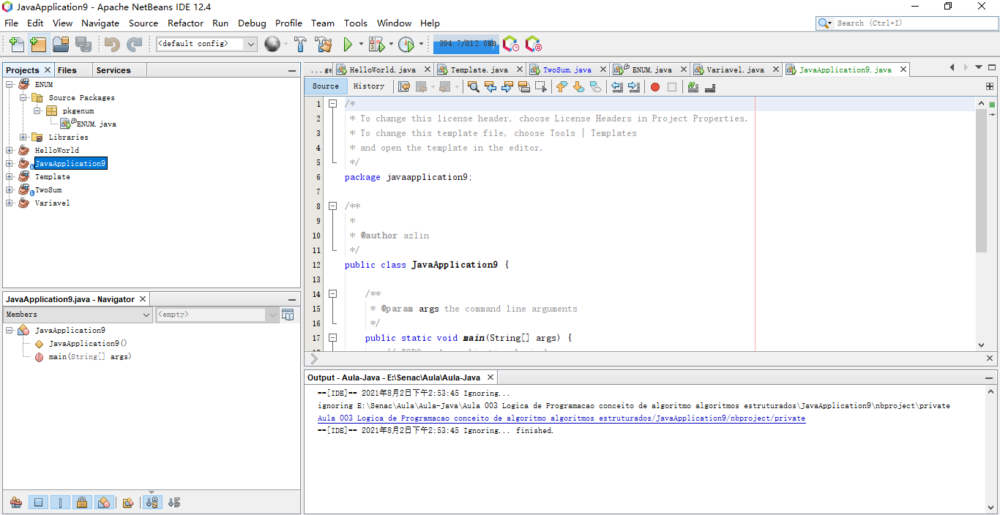 JavaApplication9 - Apache NetBeans IDE 12.4
File Edit View Navigate Source Refactor Run Debug Profile Team Tools Window Help
Search (Ctrl+I)
<default config>
394.7/812.0MB
Projects Files Services
ENUM
Source Packages
pkgenum
ENUM.java
Libraries
HelloWorld
JavaApplication9
Template
TwoSum
Variavel
JavaApplication9.java - Navigator
Members
<empty>
JavaApplication9
JavaApplication9()
main(String[] args)
HelloWorld.java Template.java TwoSum.java ENUM.java Variavel.java JavaApplication9.java
Source History
1 /*
2 * To change this license header, choose License Headers in Project Properties.
3 * To change this template file, choose Tools | Templates
4 * and open the template in the editor.
5 */
6 package javaapplication9;
7
8 /**
9 *
10 * @author azlin
11 */
12 public class JavaApplication9 {
13
14 /**
15 * @param args the command line arguments
16 */
17 public static void main(String[] args) {
Output - Aula-Java - E:\Senac\Aula\Aula-Java
==[IDE]== 2021年8月2日下午2:53:45 Ignoring...
ignoring E:\Senac\Aula\Aula-Java\Aula 003 Logica de Programacao conceito de algoritmo algoritmos estruturados\JavaApplication9\nbproject\private
Aula 003 Logica de Programacao conceito de algoritmo algoritmos estruturados/JavaApplication9/nbproject/private
==[IDE]== 2021年8月2日下午2:53:45 Ignoring... finished.